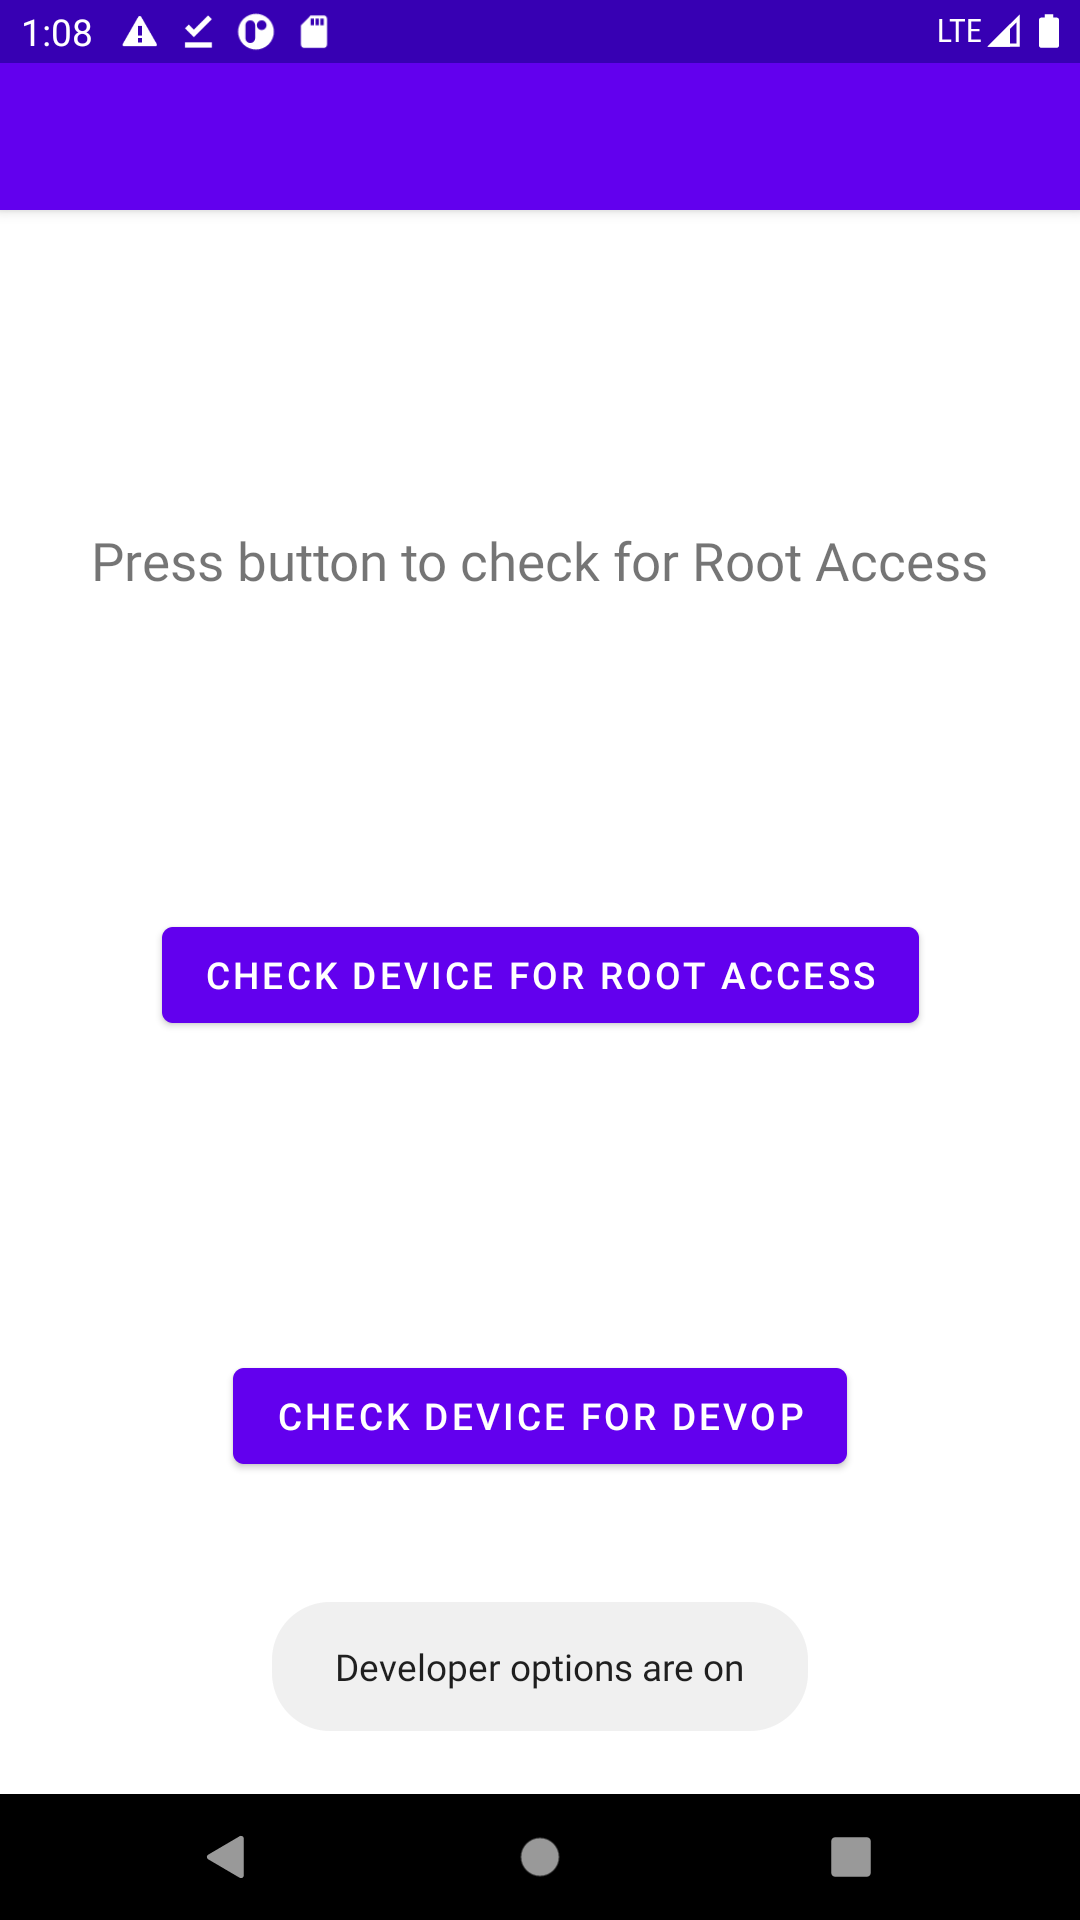 1:08 LTE
Press button to check for Root Access
CHECK DEVICE FOR ROOT ACCESS
CHECK DEVICE FOR DEVOP
Developer options are on